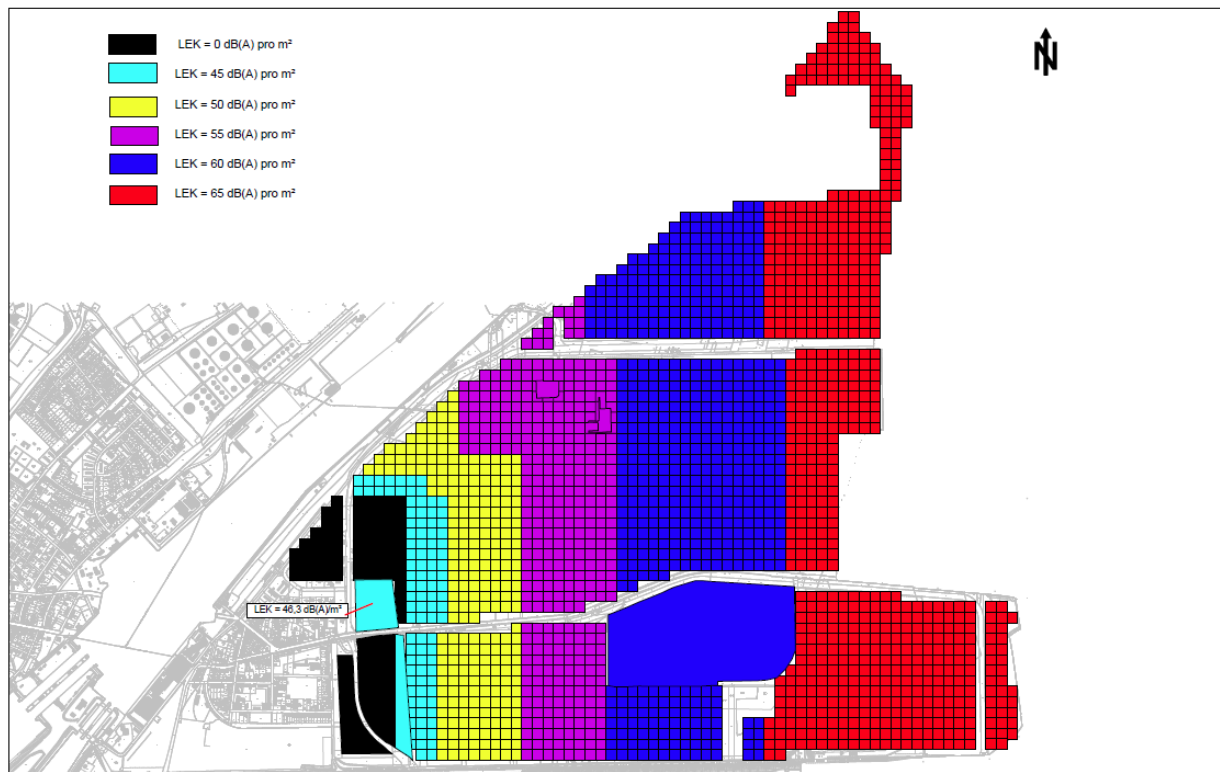 LEK = 0 dB(A) pro m²
LEK = 45 dB(A) pro m²
LEK = 50 dB(A) pro m²
LEK = 55 dB(A) pro m²
LEK = 60 dB(A) pro m²
LEK = 65 dB(A) pro m²
N
LEK = 46,3 dB(A)/m²